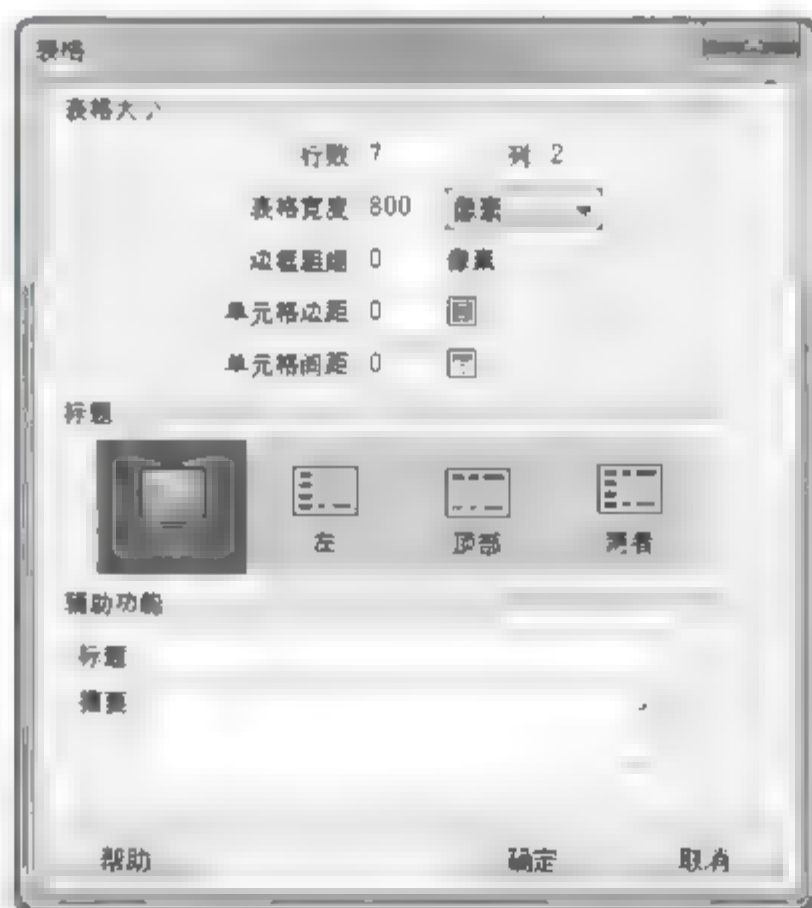 表格
表格大小
行数 7 列 2
表格宽度 800 像素
边框粗细 0 像素
单元格边距 0
单元格间距 0
标题
左 顶部 两者
辅助功能
标题
摘要
帮助 确定 取消